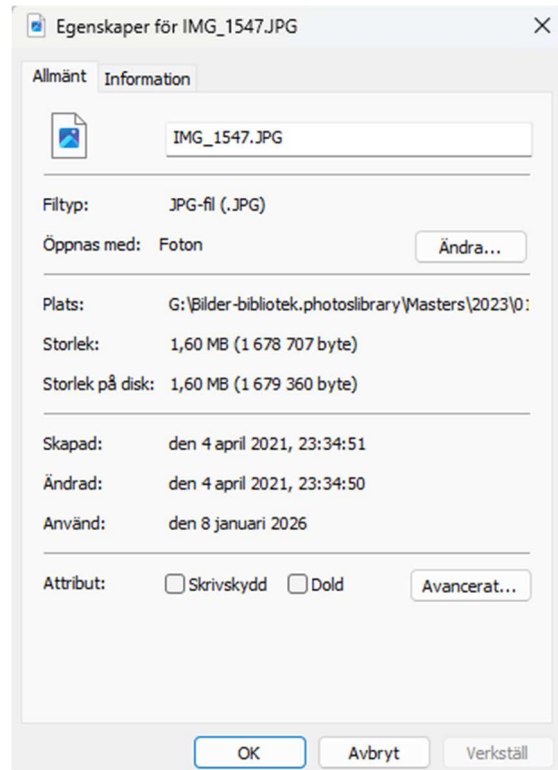 Egenskaper för IMG_1547.JPG
Allmänt Information
IMG_1547.JPG
Filtyp: JPG-fil (.JPG)
Öppnas med: Foton Ändra...
Plats: G:\Bilder-bibliotek.photoslibrary\Masters\2023\01
Storlek: 1,60 MB (1 678 707 byte)
Storlek på disk: 1,60 MB (1 679 360 byte)
Skapad: den 4 april 2021, 23:34:51
Ändrad: den 4 april 2021, 23:34:50
Använd: den 8 januari 2026
Attribut: Skrivskydd Dold Avancerat...
OK Avbryt Verkställ